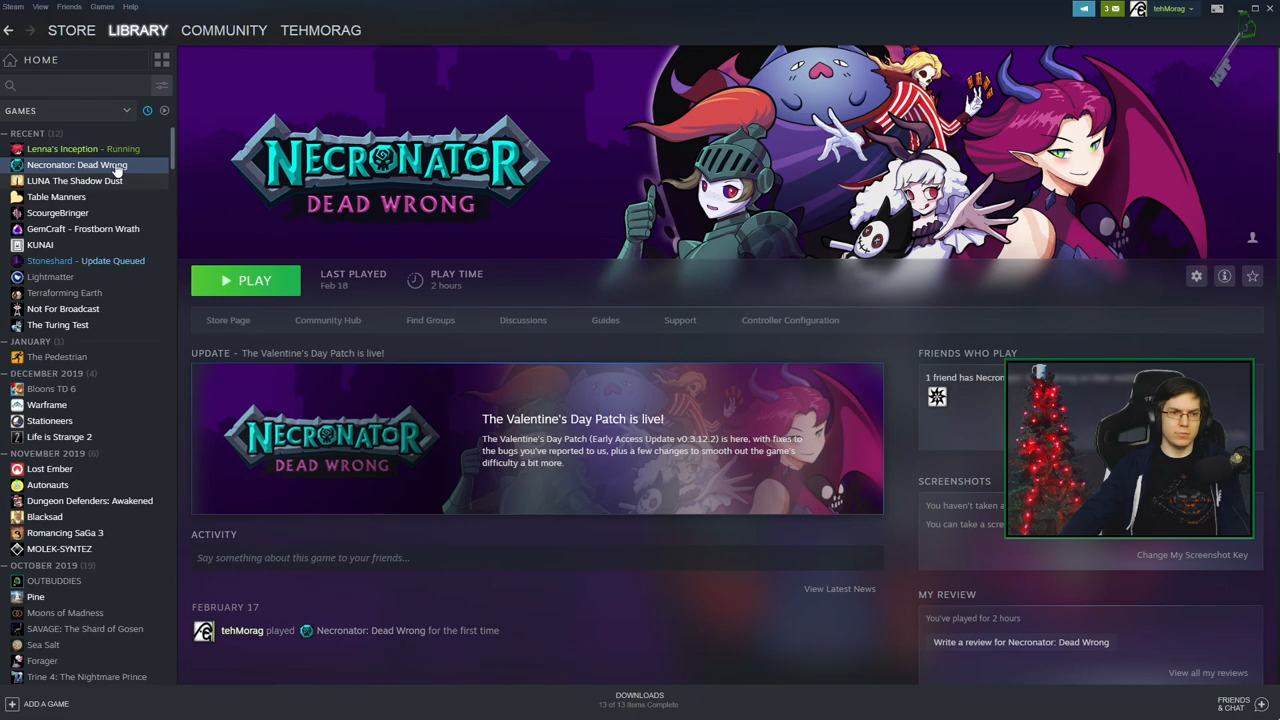 Steam View Friends Games Help
3
tehMorag
STORE LIBRARY COMMUNITY TEHMORAG
HOME
GAMES
RECENT (12)
Lenna's Inception - Running
Necronator: Dead Wrong
LUNA The Shadow Dust
Table Manners
ScourgeBringer
GemCraft - Frostborn Wrath
KUNAI
Stoneshard - Update Queued
Lightmatter
Terraforming Earth
Not For Broadcast
The Turing Test
JANUARY (1)
The Pedestrian
DECEMBER 2019 (4)
Bloons TD 6
Warframe
Stationeers
Life is Strange 2
NOVEMBER 2019 (6)
Lost Ember
Autonauts
Dungeon Defenders: Awakened
Blacksad
Romancing SaGa 3
MOLEK-SYNTEZ
OCTOBER 2019 (19)
OUTBUDDIES
Pine
Moons of Madness
SAVAGE: The Shard of Gosen
Sea Salt
Forager
Trine 4: The Nightmare Prince
ADD A GAME
NECRONATOR
DEAD WRONG
PLAY
LAST PLAYED
Feb 18
PLAY TIME
2 hours
Store Page Community Hub Find Groups Discussions Guides Support Controller Configuration
UPDATE - The Valentine's Day Patch is live!
NECRONATOR
DEAD WRONG
The Valentine's Day Patch is live!
The Valentine's Day Patch (Early Access Update v0.3.12.2) is here, with fixes to
the bugs you've reported to us, plus a few changes to smooth out the game's
difficulty a bit more.
ACTIVITY
Say something about this game to your friends...
View Latest News
FEBRUARY 17
tehMorag played Necronator: Dead Wrong for the first time
FRIENDS WHO PLAY
1 friend has Necron
SCREENSHOTS
You haven't taken a
You can take a scre
Change My Screenshot Key
MY REVIEW
You've played for 2 hours
Write a review for Necronator: Dead Wrong
View all my reviews
DOWNLOADS
13 of 13 Items Complete
FRIENDS
& CHAT